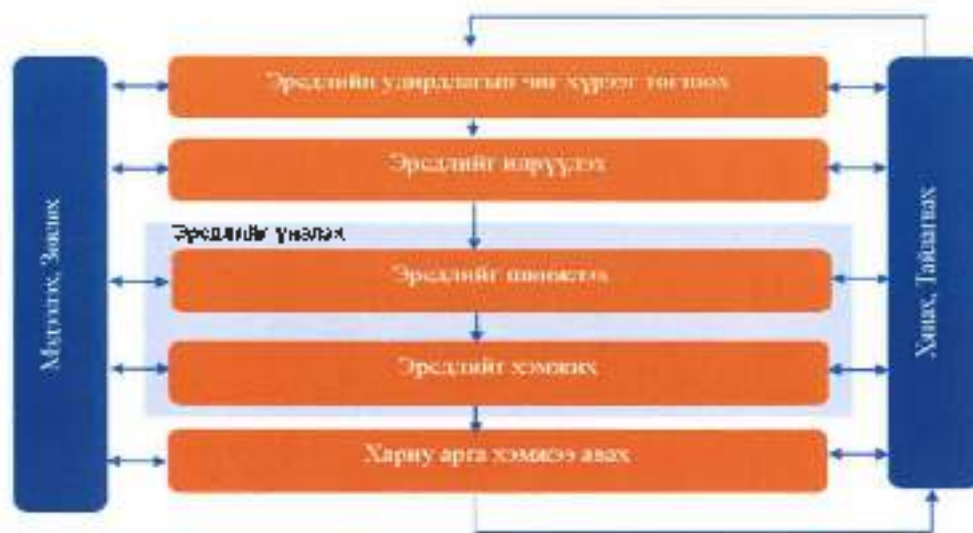 Эрсдлийн удирдлагын чиг хүрээг тогтоох
Эрсдлийг илрүүлэх
Эрсдлийг үнэлэх
Эрсдлийг шинжлэх
Эрсдлийг хэмжих
Хариу арга хэмжээ авах
Мэдүүлэх, Зөвлөх
Хянах, Тайлагнах